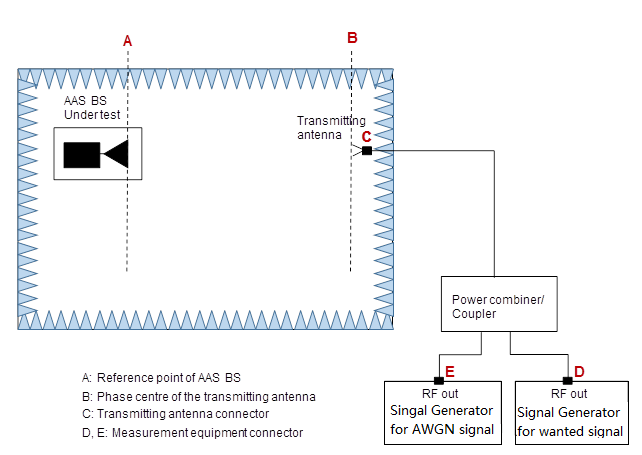 A
B
AAS BS
Under test
Transmitting
antenna
C
Power combiner/
Coupler
E
D
RF out
Singal Generator
for AWGN signal
RF out
Signal Generator
for wanted signal
A: Reference point of AAS BS
B: Phase centre of the transmitting antenna
C: Transmitting antenna connector
D, E: Measurement equipment connector